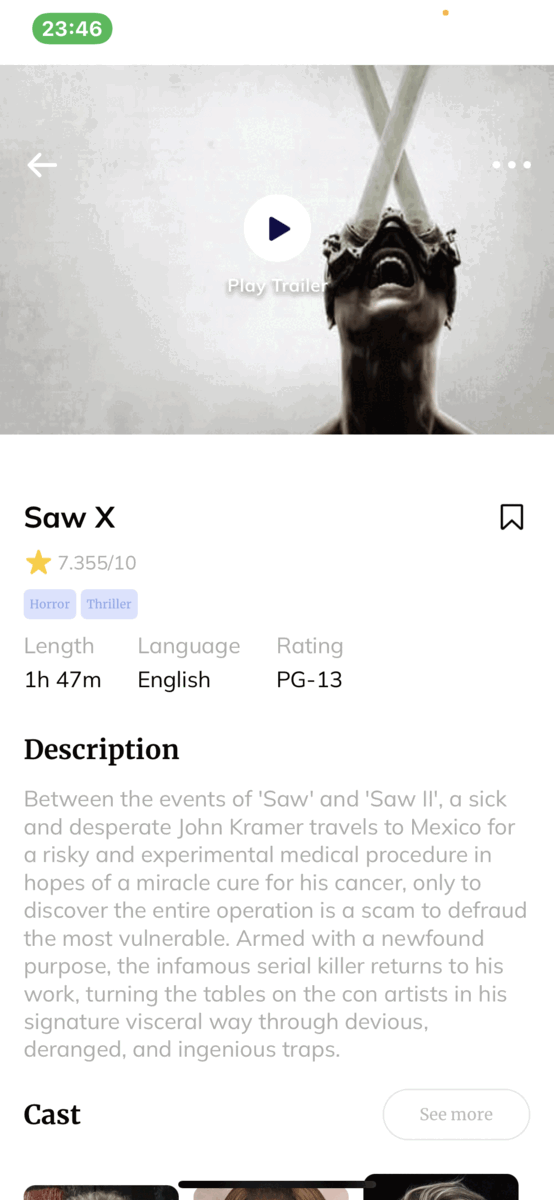 23:46
Play Trailer
Saw X
7.355/10
Horror Thriller
Length Language Rating
1h 47m English PG-13
Description
Between the events of 'Saw' and 'Saw II', a sick
and desperate John Kramer travels to Mexico for
a risky and experimental medical procedure in
hopes of a miracle cure for his cancer, only to
discover the entire operation is a scam to defraud
the most vulnerable. Armed with a newfound
purpose, the infamous serial killer returns to his
work, turning the tables on the con artists in his
signature visceral way through devious,
deranged, and ingenious traps.
Cast See more